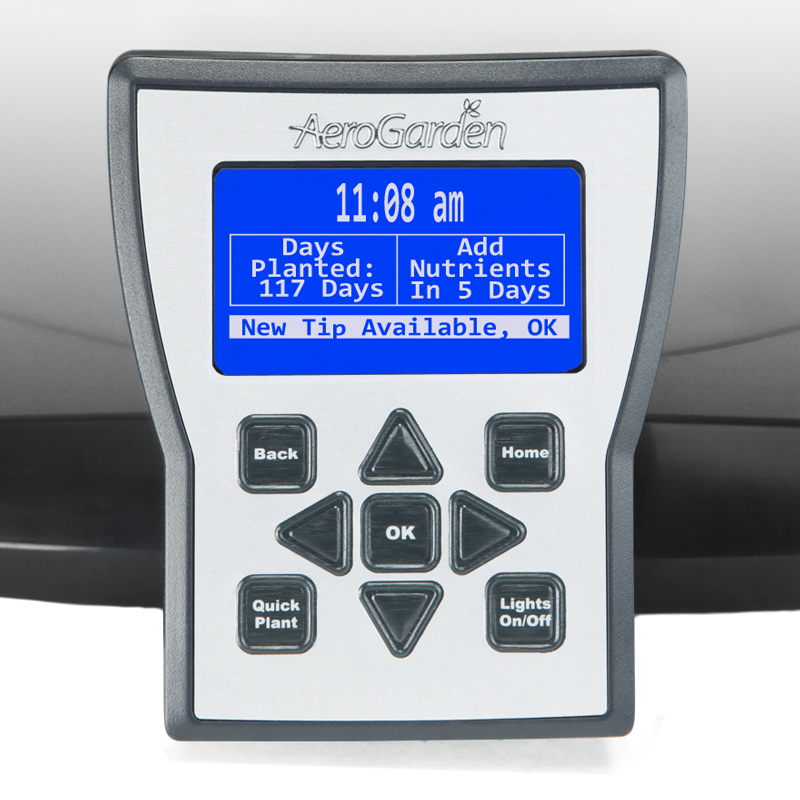 AeroGarden
11:08 am
Days
Planted:
117 Days
Add
Nutrients
In 5 Days
New Tip Available, OK
Back
Home
OK
Quick
Plant
Lights
On/Off